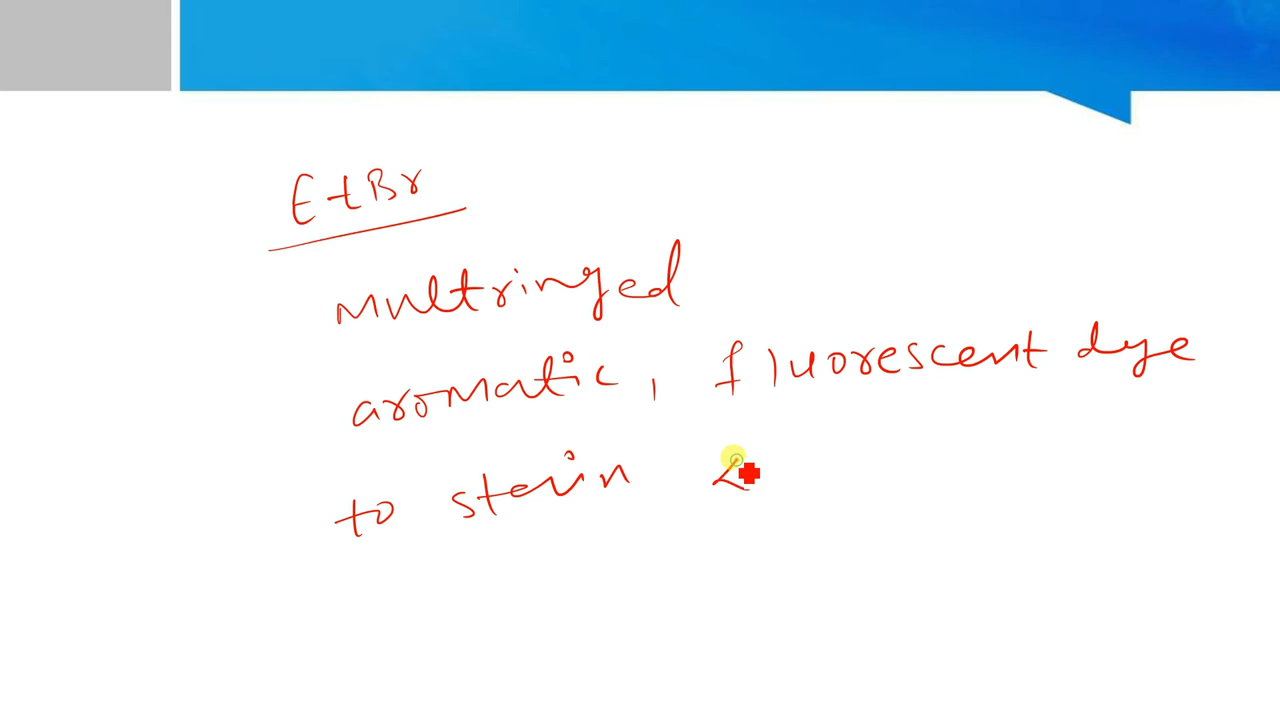 EtBr
Multringed
aromatic, fluorescent dye
to stain